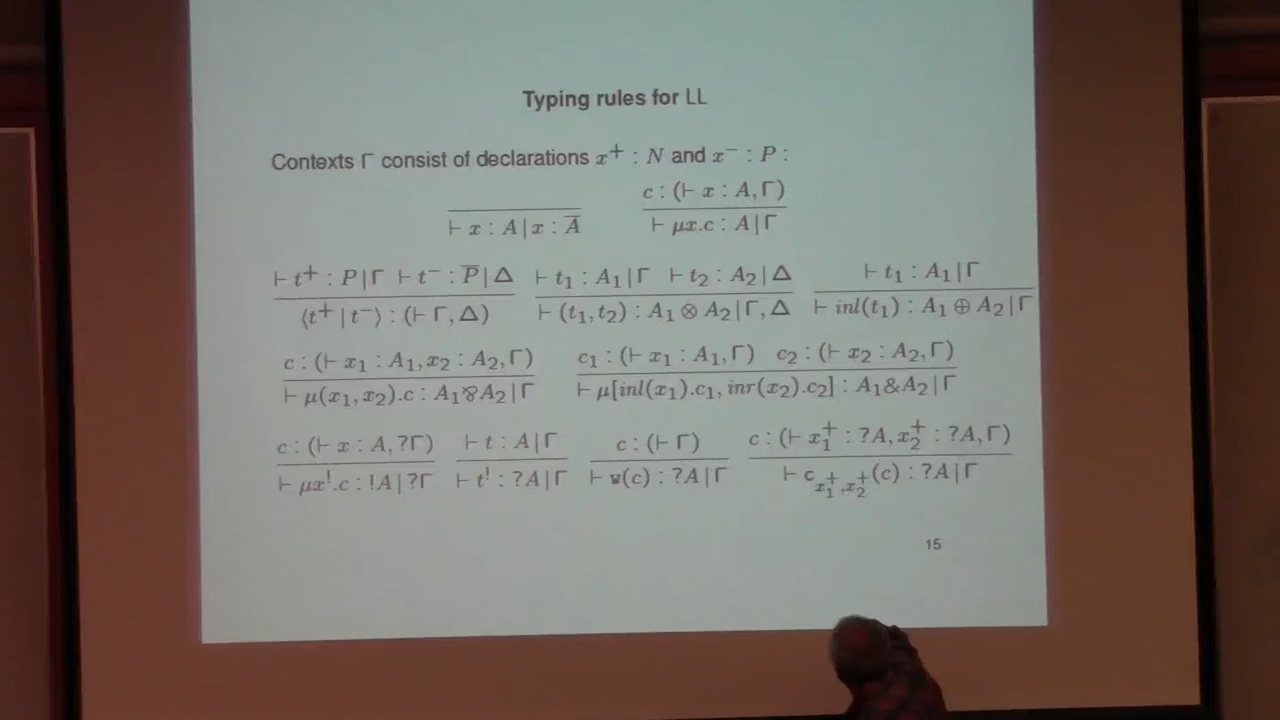 Typing rules for LL
Contexts Γ consist of declarations x⁺ : N and x⁻ : P :
c : (⊢ x : A, Γ)
⊢ x : A | x : A̅ ⊢ μx.c : A | Γ
⊢ t⁺ : P | Γ ⊢ t⁻ : P̅ | Δ ⊢ t₁ : A₁ | Γ ⊢ t₂ : A₂ | Δ ⊢ t₁ : A₁ | Γ
⟨t⁺ | t⁻⟩ : (⊢ Γ, Δ) ⊢ (t₁, t₂) : A₁ ⊗ A₂ | Γ, Δ ⊢ inl(t₁) : A₁ ⊕ A₂ | Γ
c : (⊢ x₁ : A₁, x₂ : A₂, Γ) c₁ : (⊢ x₁ : A₁, Γ) c₂ : (⊢ x₂ : A₂, Γ)
⊢ μ(x₁, x₂).c : A₁⅋A₂ | Γ ⊢ μ[inl(x₁).c₁, inr(x₂).c₂] : A₁&A₂ | Γ
c : (⊢ x : A, ?Γ) ⊢ t : A | Γ c : (⊢ Γ) c : (⊢ x₁⁺ : ?A, x₂⁺ : ?A, Γ)
⊢ μx!.c : !A | ?Γ ⊢ t! : ?A | Γ ⊢ w(c) : ?A | Γ ⊢ c_{x₁⁺,x₂⁺}(c) : ?A | Γ
15